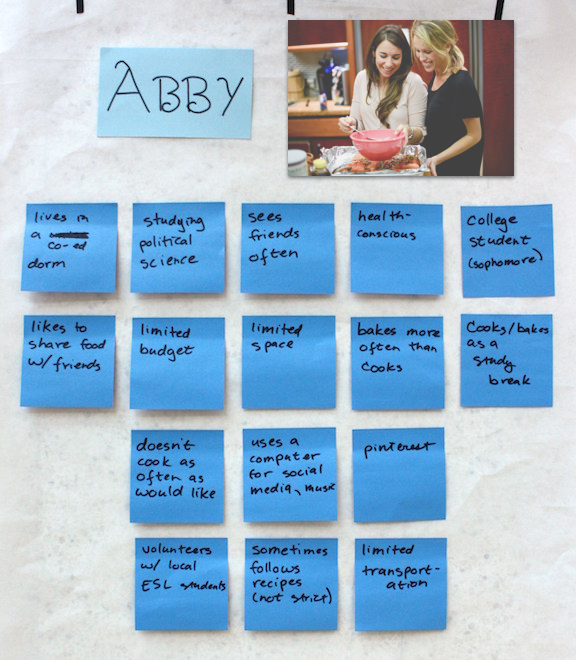 ABBY
lives in
a co-ed
dorm
studying
political
science
sees
friends
often
health-
conscious
College
student
(sophomore)
likes to
share food
w/ friends
limited
budget
limited
space
bakes more
often than
cooks
Cooks/bakes
as a
study
break
doesn't
cook as
often as
would like
uses a
computer
for social
media, music
pinterest
volunteers
w/ local
ESL students
Sometimes
follows
recipes
(not strict)
limited
transport-
ation